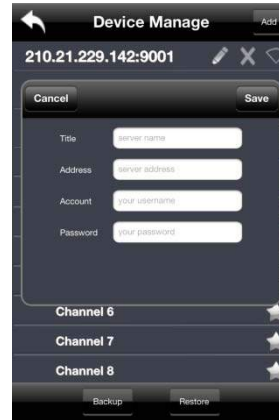 Device Manage Add
210.21.229.142:9001
Cancel Save
Title server name
Address server address
Account your username
Password your password
Channel 6
Channel 7
Channel 8
Backup Restore